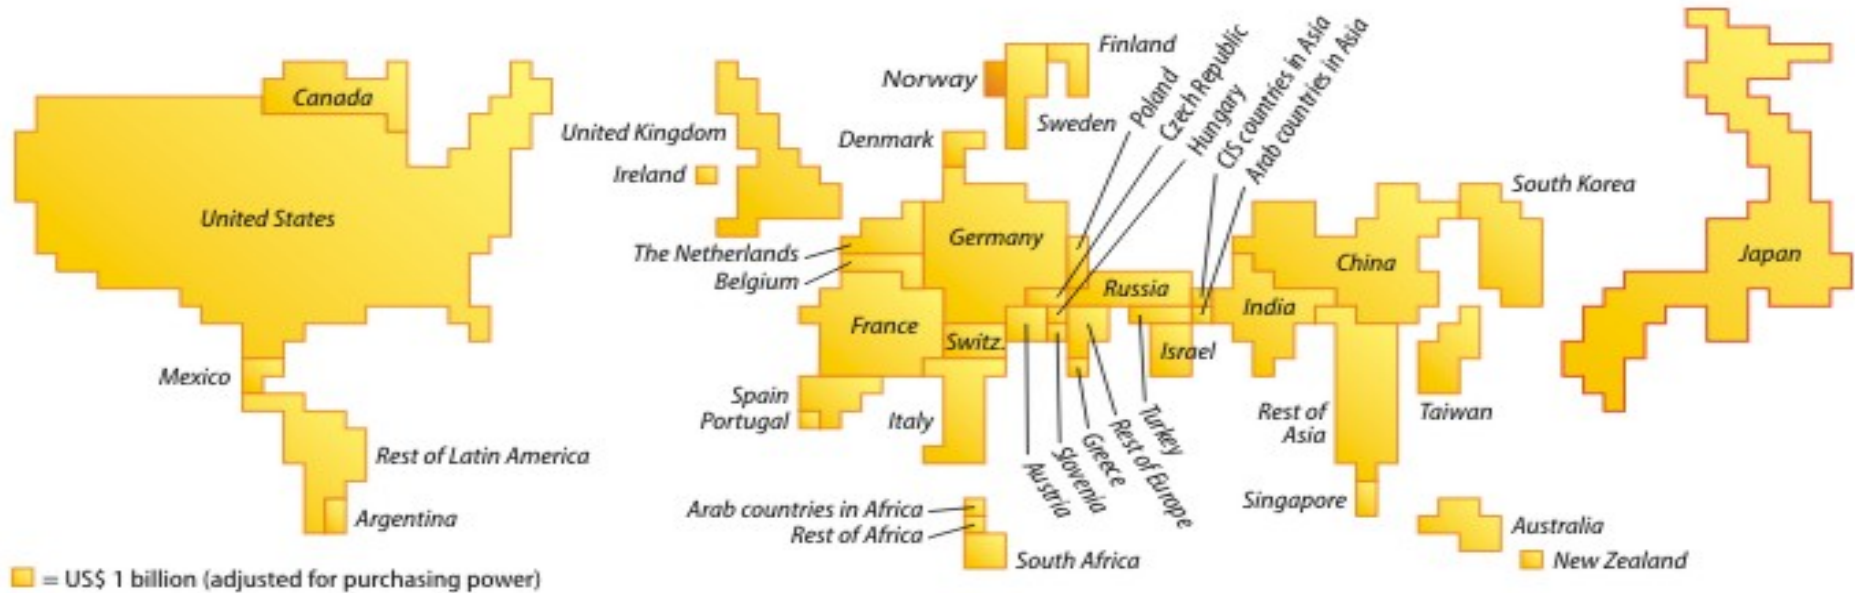 Canada
United States
Mexico
Rest of Latin America
Argentina
= US$ 1 billion (adjusted for purchasing power)
United Kingdom
Ireland
The Netherlands
Belgium
Denmark
Norway
Finland
Sweden
Poland
Czech Republic
Hungary
CIS countries in Asia
Arab countries in Asia
Germany
France
Switz.
Spain
Portugal
Italy
Russia
Israel
Austria
Slovenia
Greece
Rest of Europe
Turkey
Arab countries in Africa
Rest of Africa
South Africa
India
China
South Korea
Japan
Rest of
Asia
Taiwan
Singapore
Australia
New Zealand